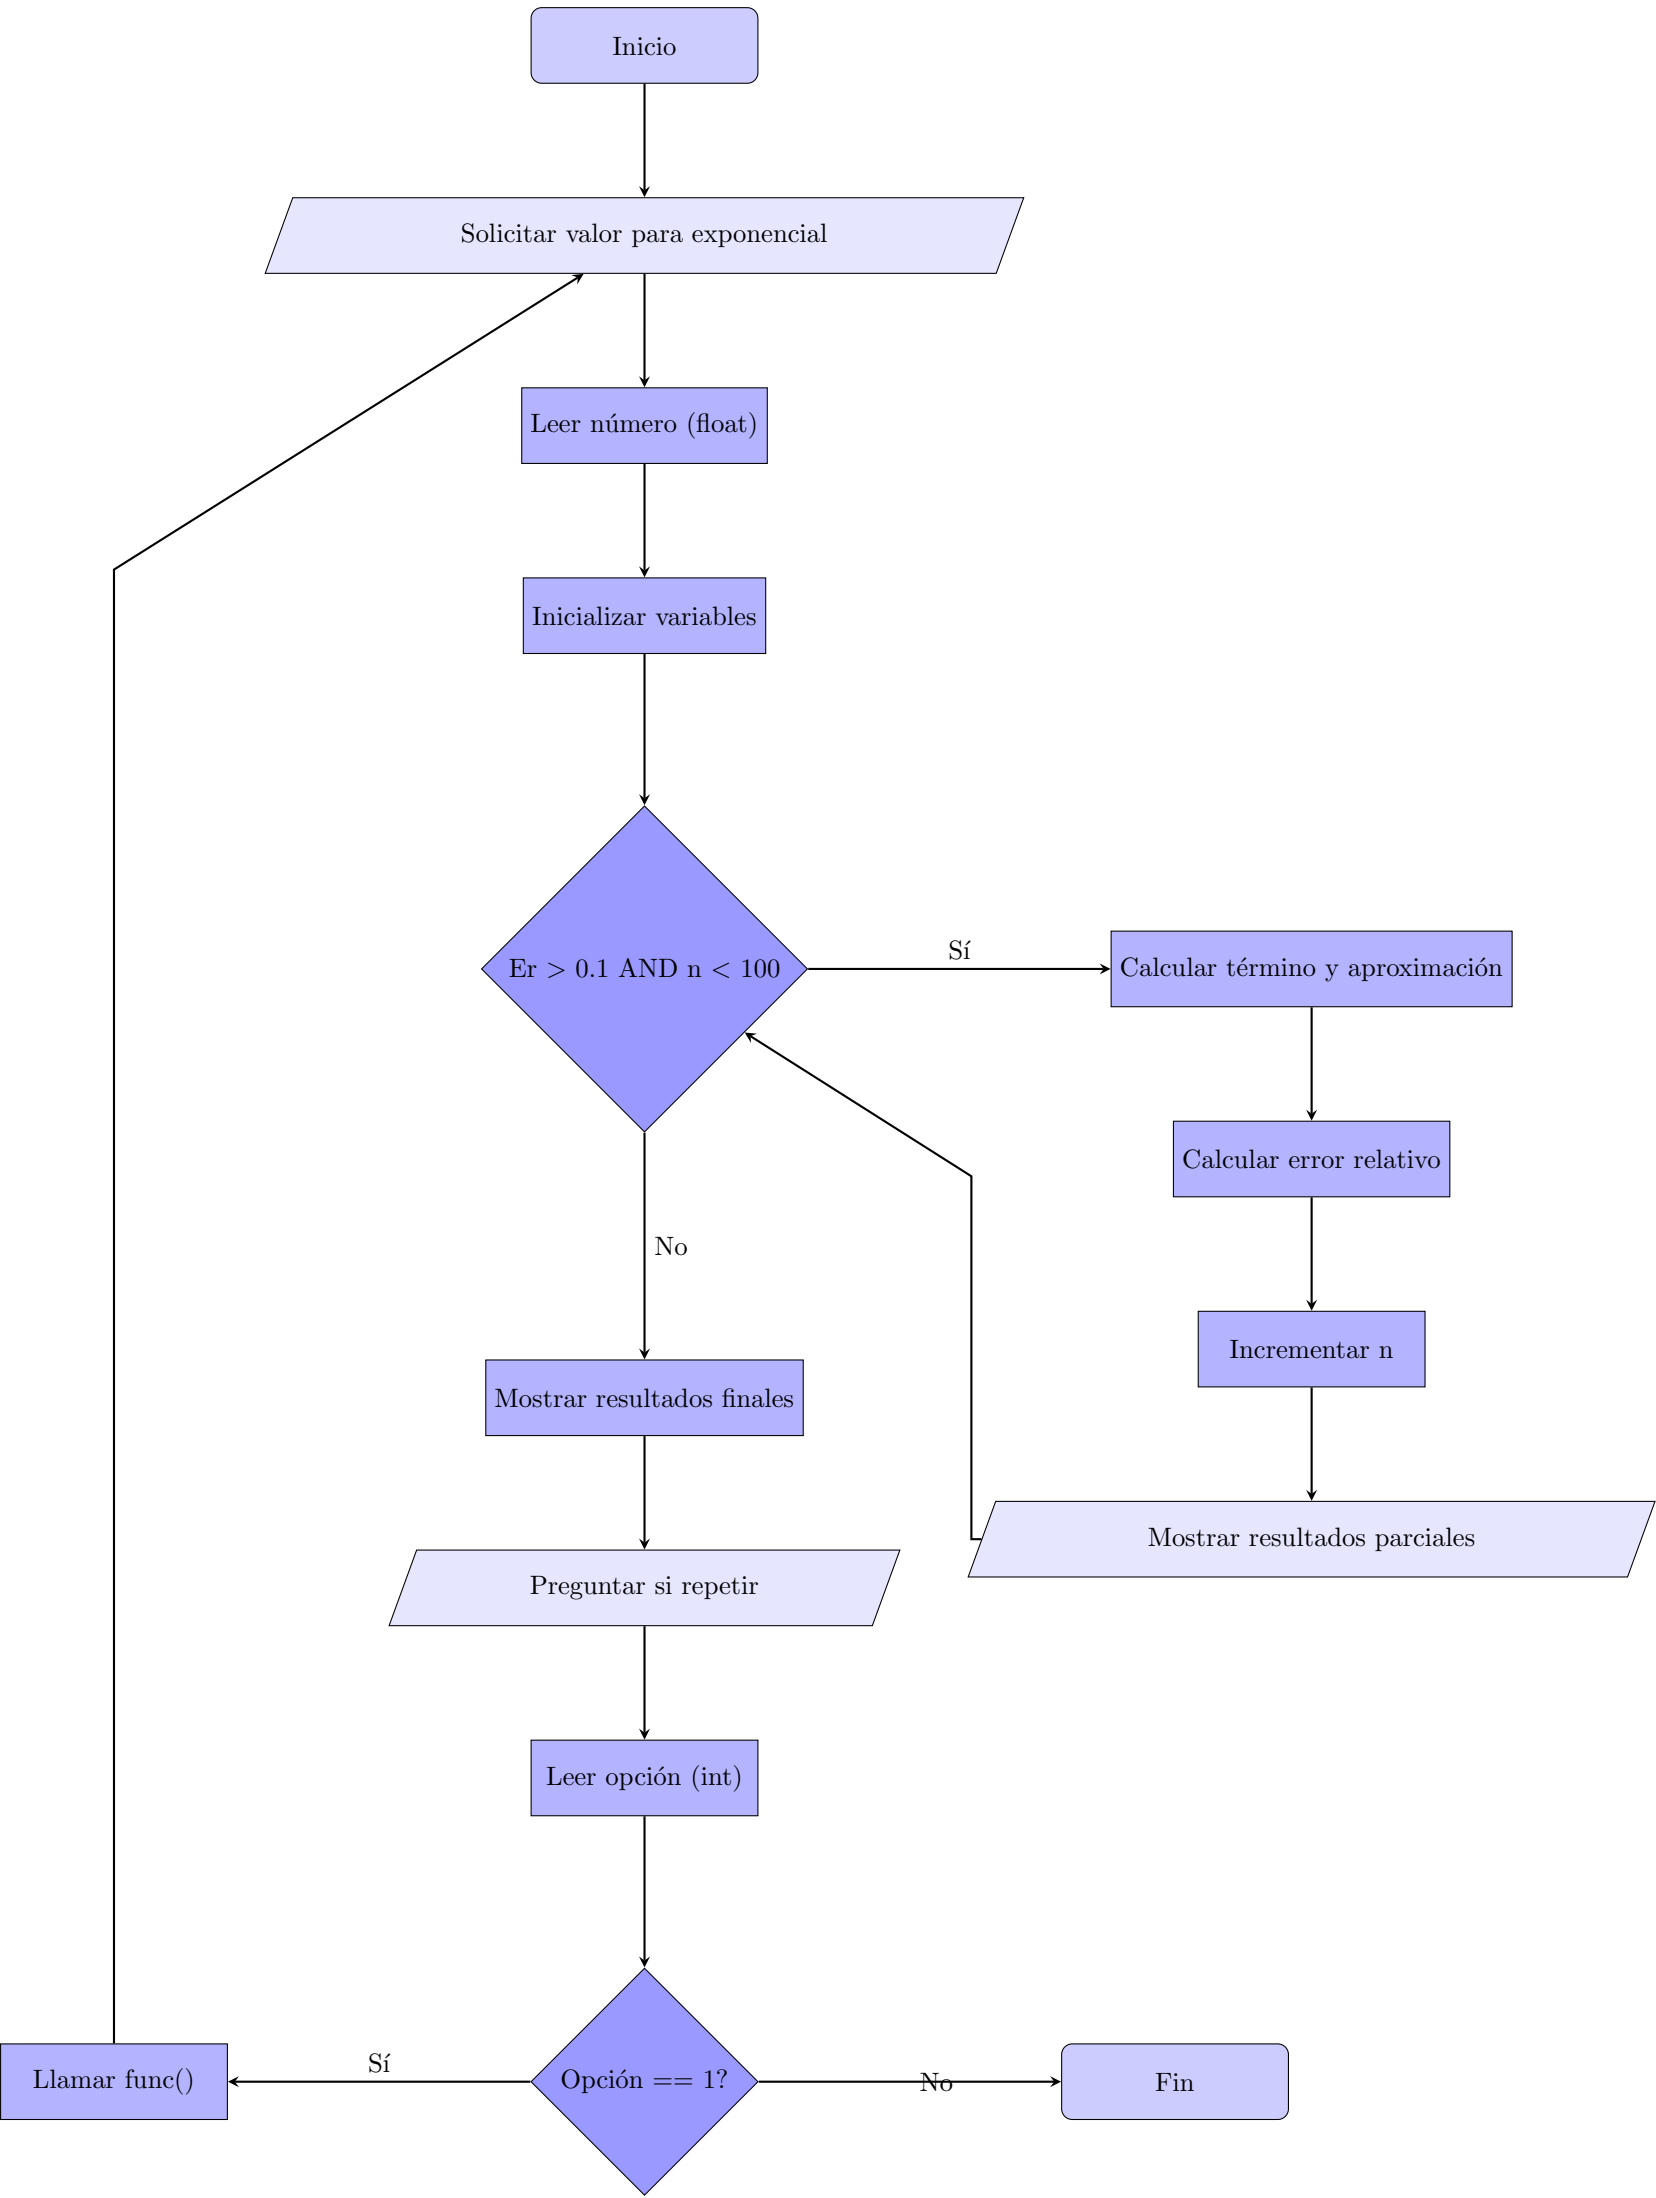 Inicio
Solicitar valor para exponencial
Leer número (float)
Inicializar variables
Er > 0.1 AND n < 100
Sí
Calcular término y aproximación
Calcular error relativo
No
Incrementar n
Mostrar resultados finales
Mostrar resultados parciales
Preguntar si repetir
Leer opción (int)
Llamar func()
Sí
Opción == 1?
No
Fin